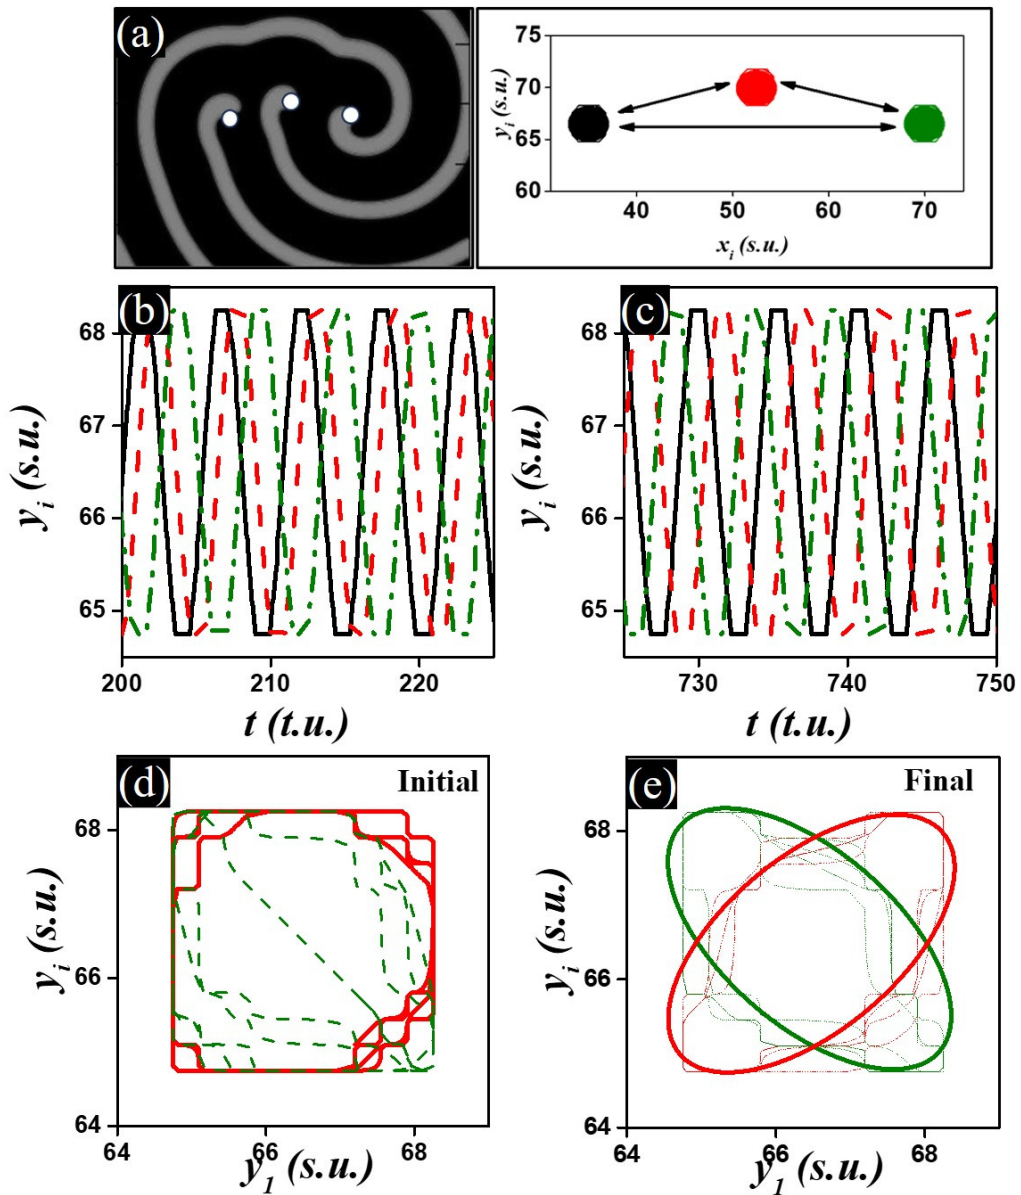 (a)
75
70
65
60
y_i (s.u.)
40 50 60 70
x_i (s.u.)
(b)
68
67
66
65
y_i (s.u.)
200 210 220
t (t.u.)
(c)
68
67
66
65
y_i (s.u.)
730 740 750
t (t.u.)
(d)
Initial
68
66
64
y_i (s.u.)
64 66 68
y_1 (s.u.)
(e)
Final
68
66
64
y_i (s.u.)
64 66 68
y_1 (s.u.)